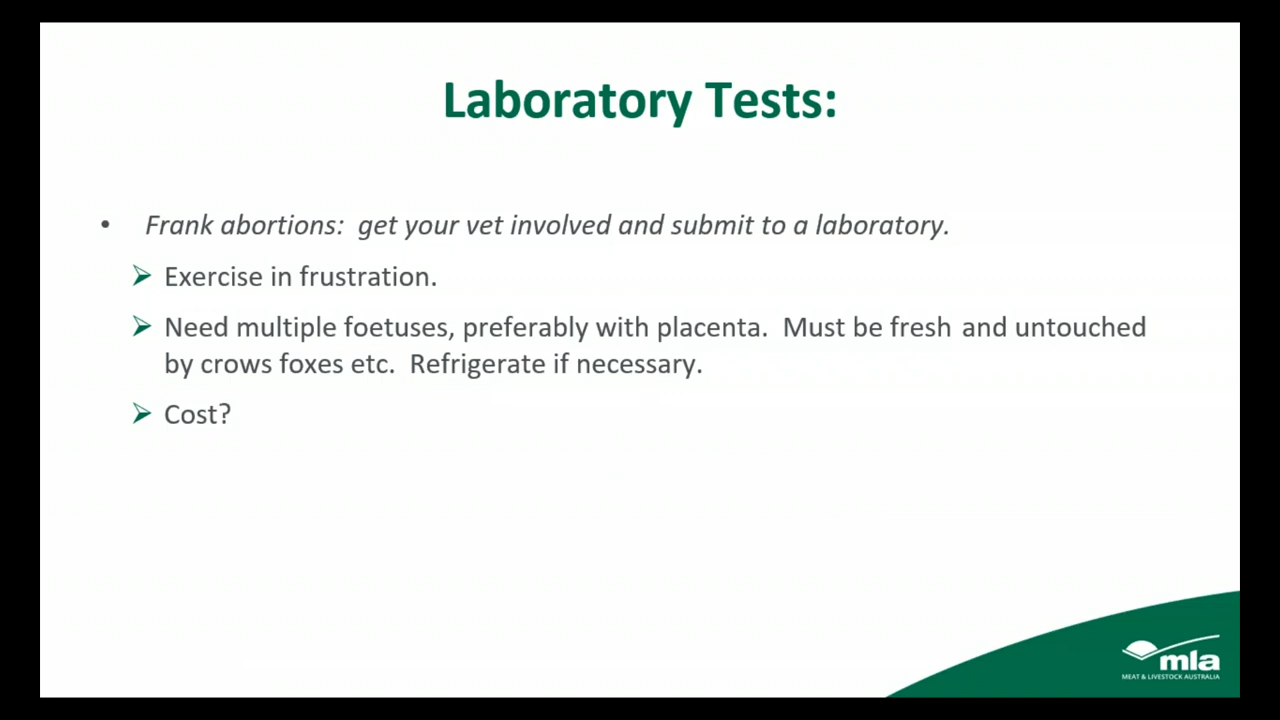 Laboratory Tests:
• Frank abortions:  get your vet involved and submit to a laboratory.
➢ Exercise in frustration.
➢ Need multiple foetuses, preferably with placenta.  Must be fresh and untouched
by crows foxes etc.  Refrigerate if necessary.
➢ Cost?
mla
MEAT & LIVESTOCK AUSTRALIA